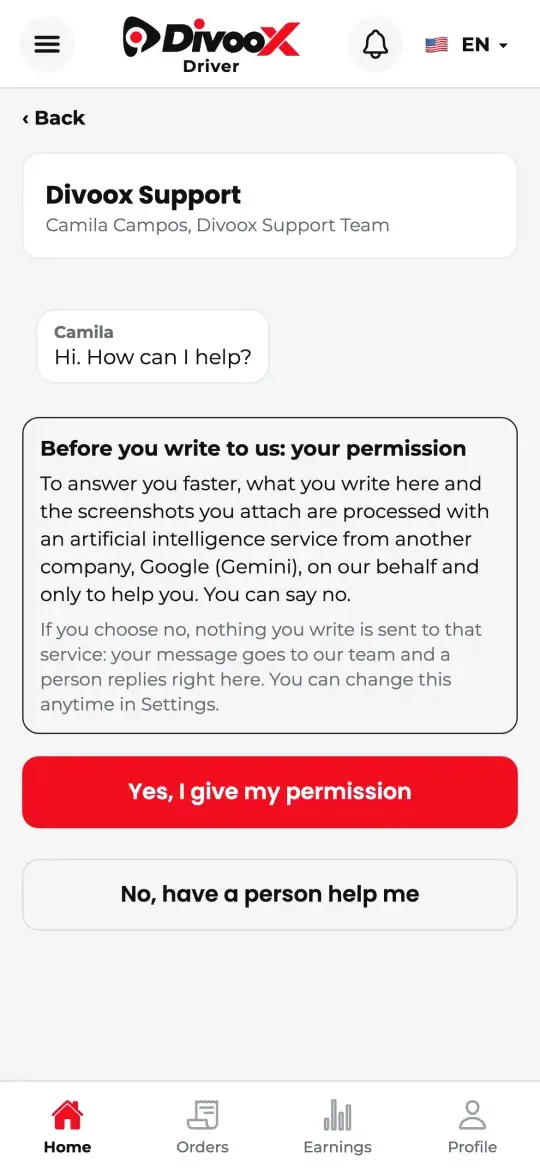 DivooX
Driver
EN
‹ Back
Divoox Support
Camila Campos, Divoox Support Team
Camila
Hi. How can I help?
Before you write to us: your permission
To answer you faster, what you write here and
the screenshots you attach are processed with
an artificial intelligence service from another
company, Google (Gemini), on our behalf and
only to help you. You can say no.
If you choose no, nothing you write is sent to that
service: your message goes to our team and a
person replies right here. You can change this
anytime in Settings.
Yes, I give my permission
No, have a person help me
Home
Orders
Earnings
Profile